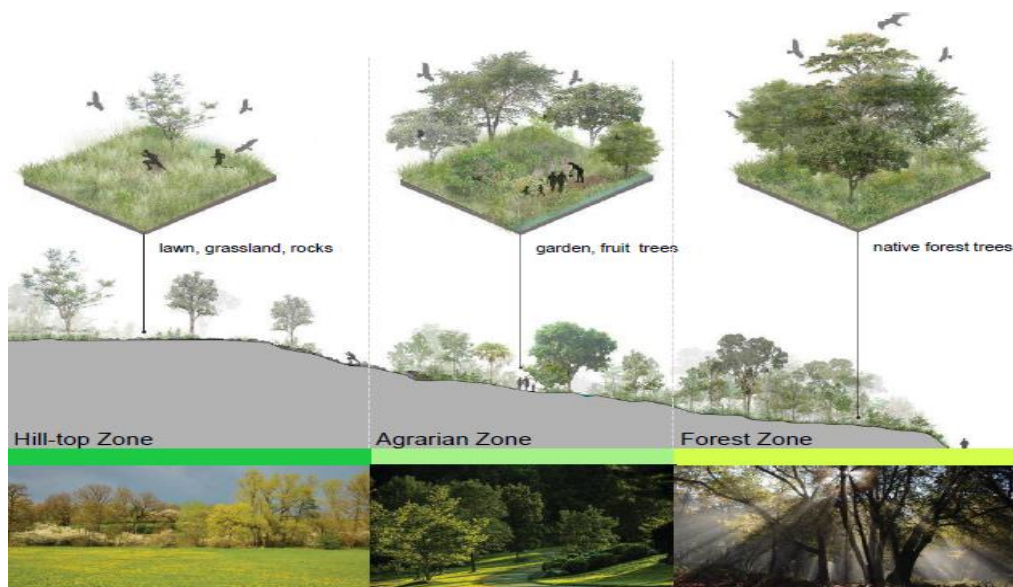 lawn, grassland, rocks
garden, fruit trees
native forest trees
Hill-top Zone
Agrarian Zone
Forest Zone